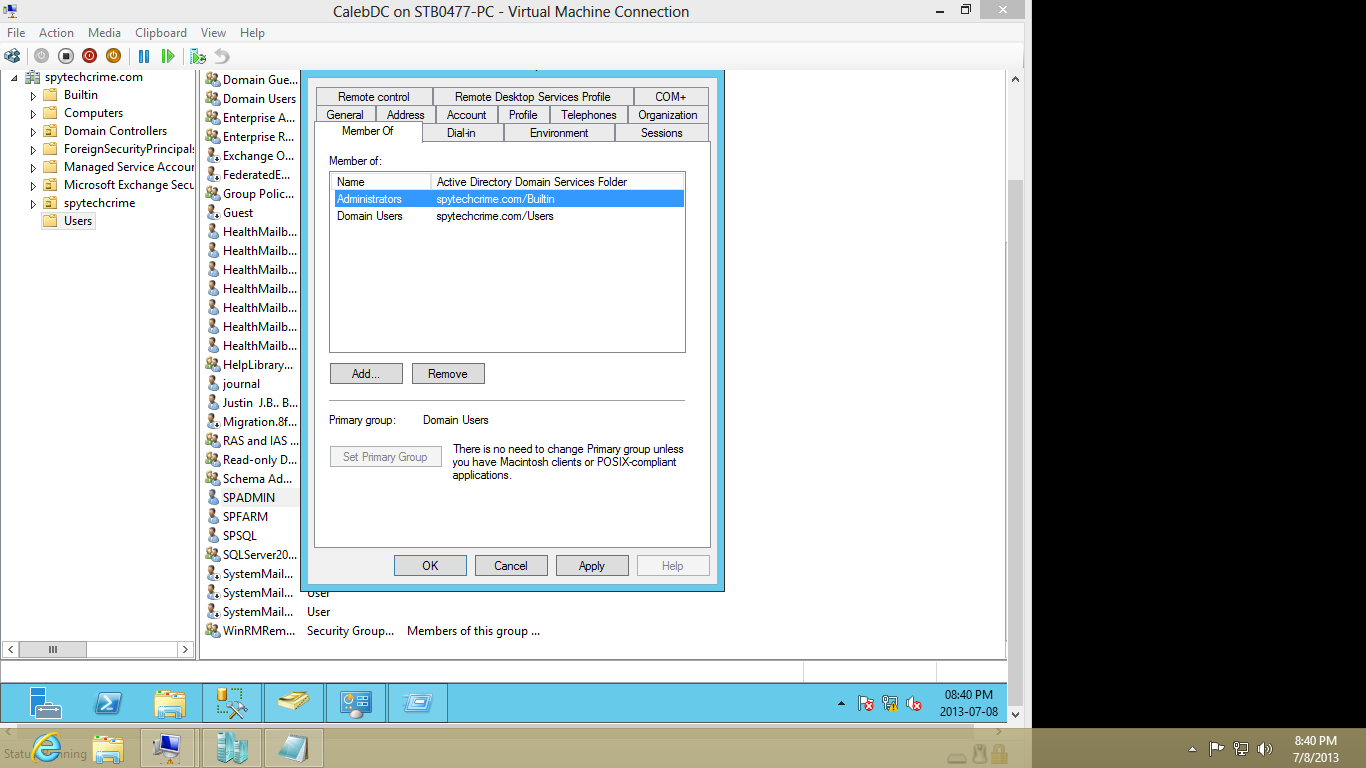 CalebDC on STB0477-PC - Virtual Machine Connection
File Action Media Clipboard View Help
spytechcrime.com
Builtin
Computers
Domain Controllers
ForeignSecurityPrincipals
Managed Service Accour
Microsoft Exchange Secu
spytechcrime
Users
Domain Gue...
Domain Users
Enterprise A...
Enterprise R...
Exchange O...
FederatedE...
Group Polic...
Guest
HealthMailb...
HealthMailb...
HealthMailb...
HealthMailb...
HealthMailb...
HealthMailb...
HealthMailb...
HelpLibrary...
journal
Justin J.B.. B...
Migration.8f...
RAS and IAS ...
Read-only D...
Schema Ad...
SPADMIN
SPFARM
SPSQL
SQLServer20...
SystemMail...
SystemMail... User
SystemMail... User
WinRMRem... Security Group... Members of this group ...
Remote control Remote Desktop Services Profile COM+
General Address Account Profile Telephones Organization
Member Of Dial-in Environment Sessions
Member of:
Name Active Directory Domain Services Folder
Administrators spytechcrime.com/Builtin
Domain Users spytechcrime.com/Users
Add... Remove
Primary group: Domain Users
Set Primary Group
There is no need to change Primary group unless
you have Macintosh clients or POSIX-compliant
applications.
OK Cancel Apply Help
08:40 PM
2013-07-08
8:40 PM
7/8/2013